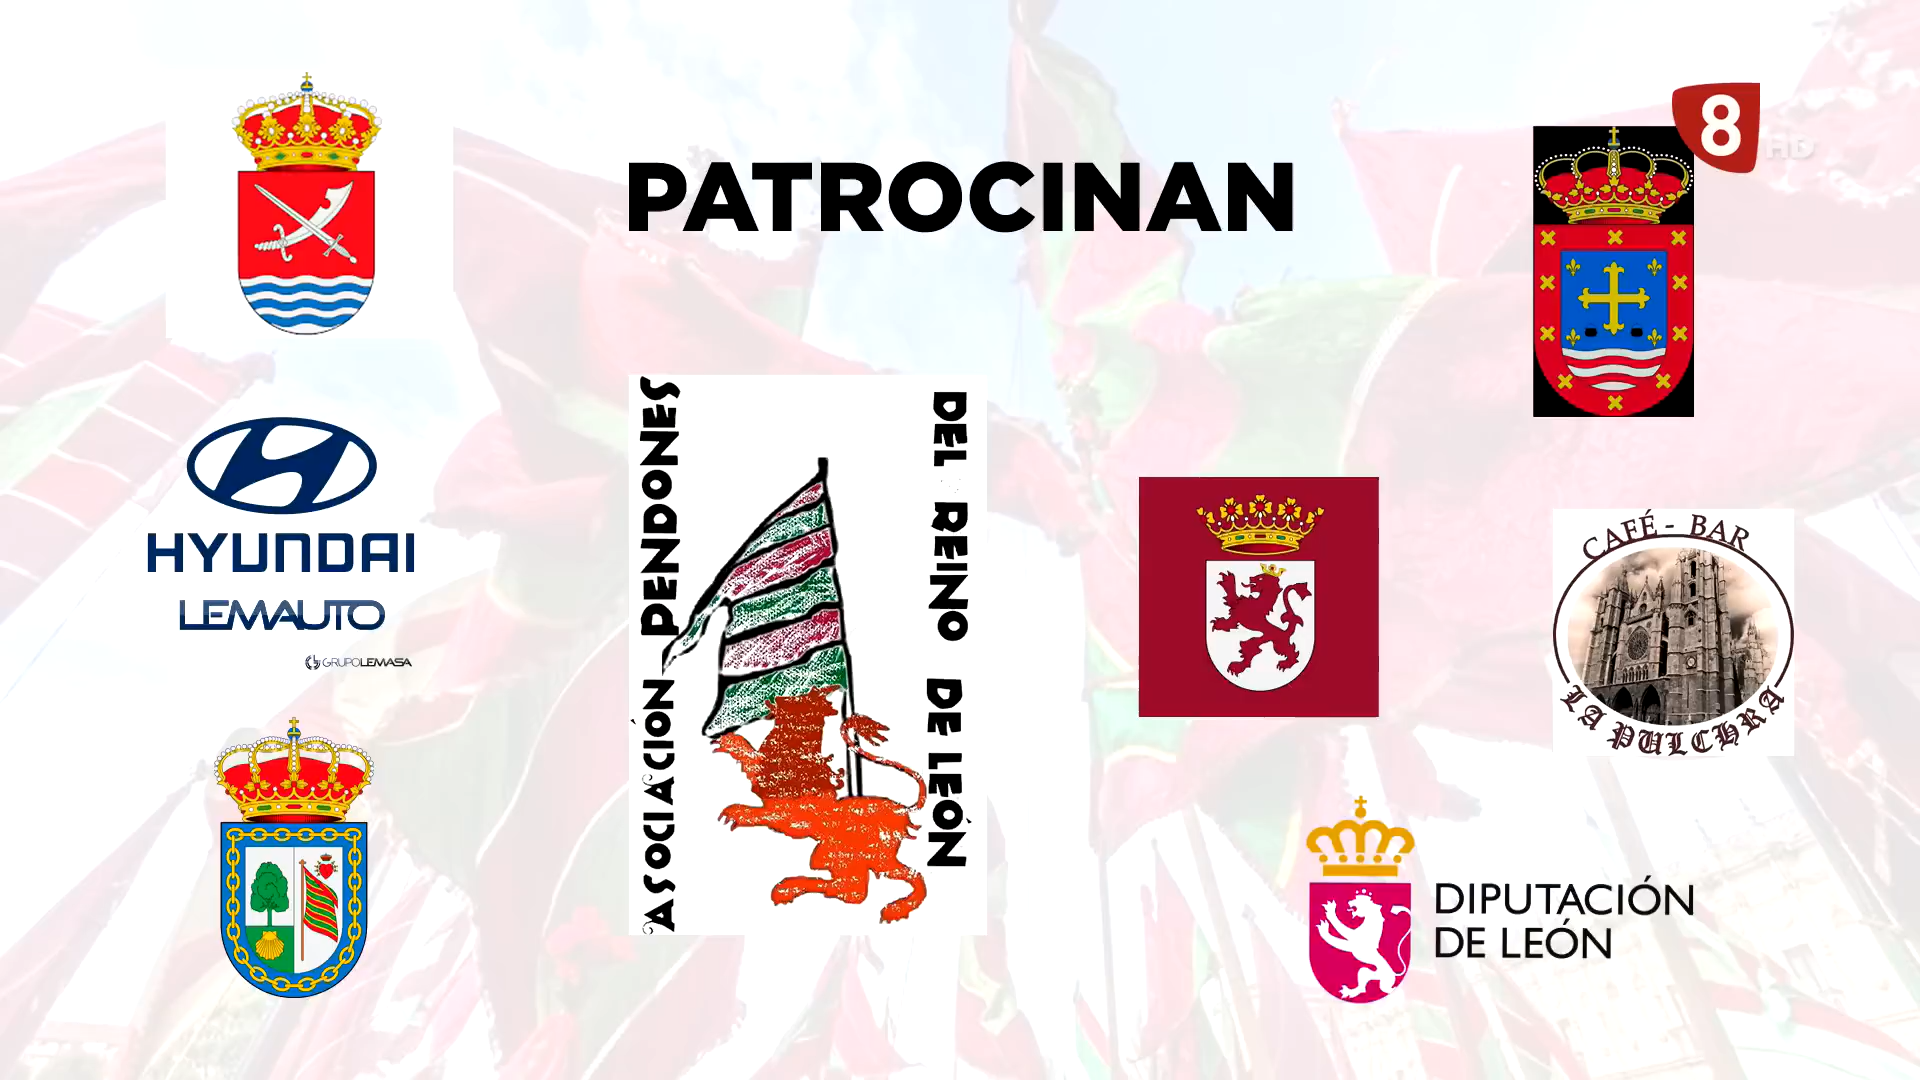 PATROCINAN
8
HD
HYUNDAI
LEMAUTO
GRUPOLEMASA
ASOCIACIÓN PENDONES
DEL REINO DE LEÓN
CAFÉ - BAR
LA PULCHRA
DIPUTACIÓN
DE LEÓN